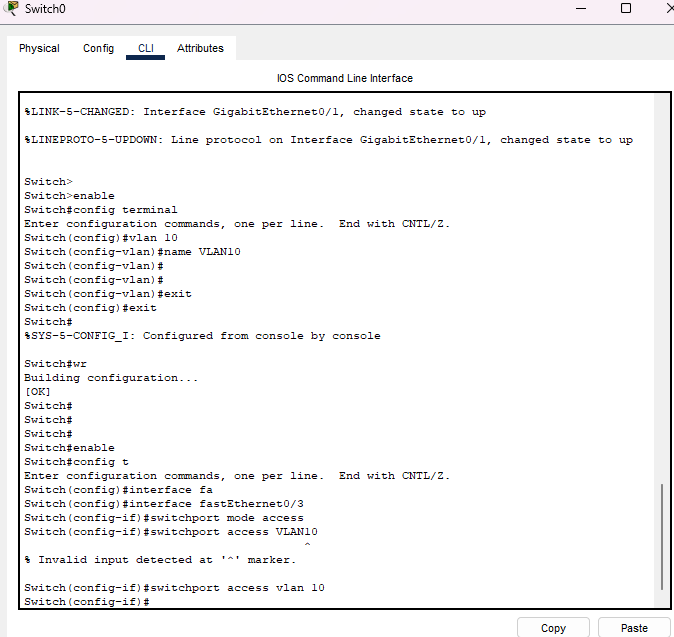 Switch0
Physical Config CLI Attributes
IOS Command Line Interface
%LINK-5-CHANGED: Interface GigabitEthernet0/1, changed state to up
%LINEPROTO-5-UPDOWN: Line protocol on Interface GigabitEthernet0/1, changed state to up
Switch>
Switch>enable
Switch#config terminal
Enter configuration commands, one per line.  End with CNTL/Z.
Switch(config)#vlan 10
Switch(config-vlan)#name VLAN10
Switch(config-vlan)#
Switch(config-vlan)#
Switch(config-vlan)#exit
Switch(config)#exit
Switch#
%SYS-5-CONFIG_I: Configured from console by console
Switch#wr
Building configuration...
[OK]
Switch#
Switch#
Switch#
Switch#enable
Switch#config t
Enter configuration commands, one per line.  End with CNTL/Z.
Switch(config)#interface fa
Switch(config)#interface fastEthernet0/3
Switch(config-if)#switchport mode access
Switch(config-if)#switchport access VLAN10
^
% Invalid input detected at '^' marker.
Switch(config-if)#switchport access vlan 10
Switch(config-if)#
Copy Paste